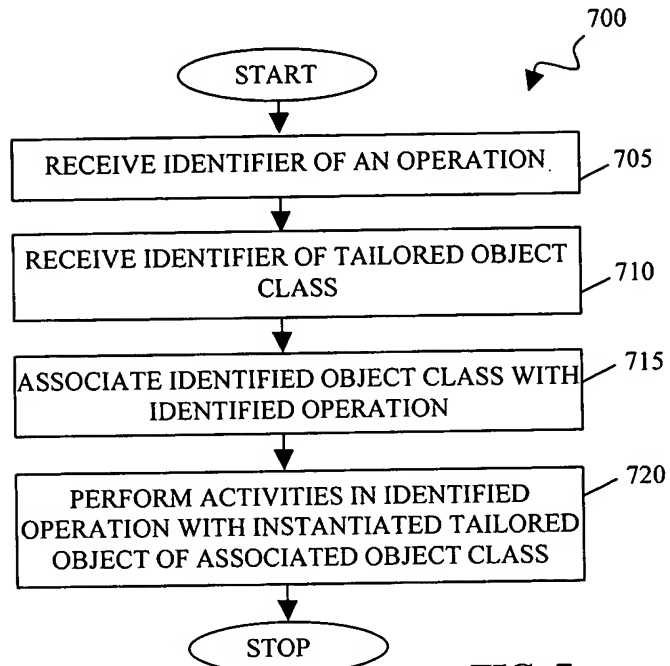 700
START
RECEIVE IDENTIFIER OF AN OPERATION.
705
RECEIVE IDENTIFIER OF TAILORED OBJECT
CLASS
710
ASSOCIATE IDENTIFIED OBJECT CLASS WITH
IDENTIFIED OPERATION
715
PERFORM ACTIVITIES IN IDENTIFIED
OPERATION WITH INSTANTIATED TAILORED
OBJECT OF ASSOCIATED OBJECT CLASS
720
STOP